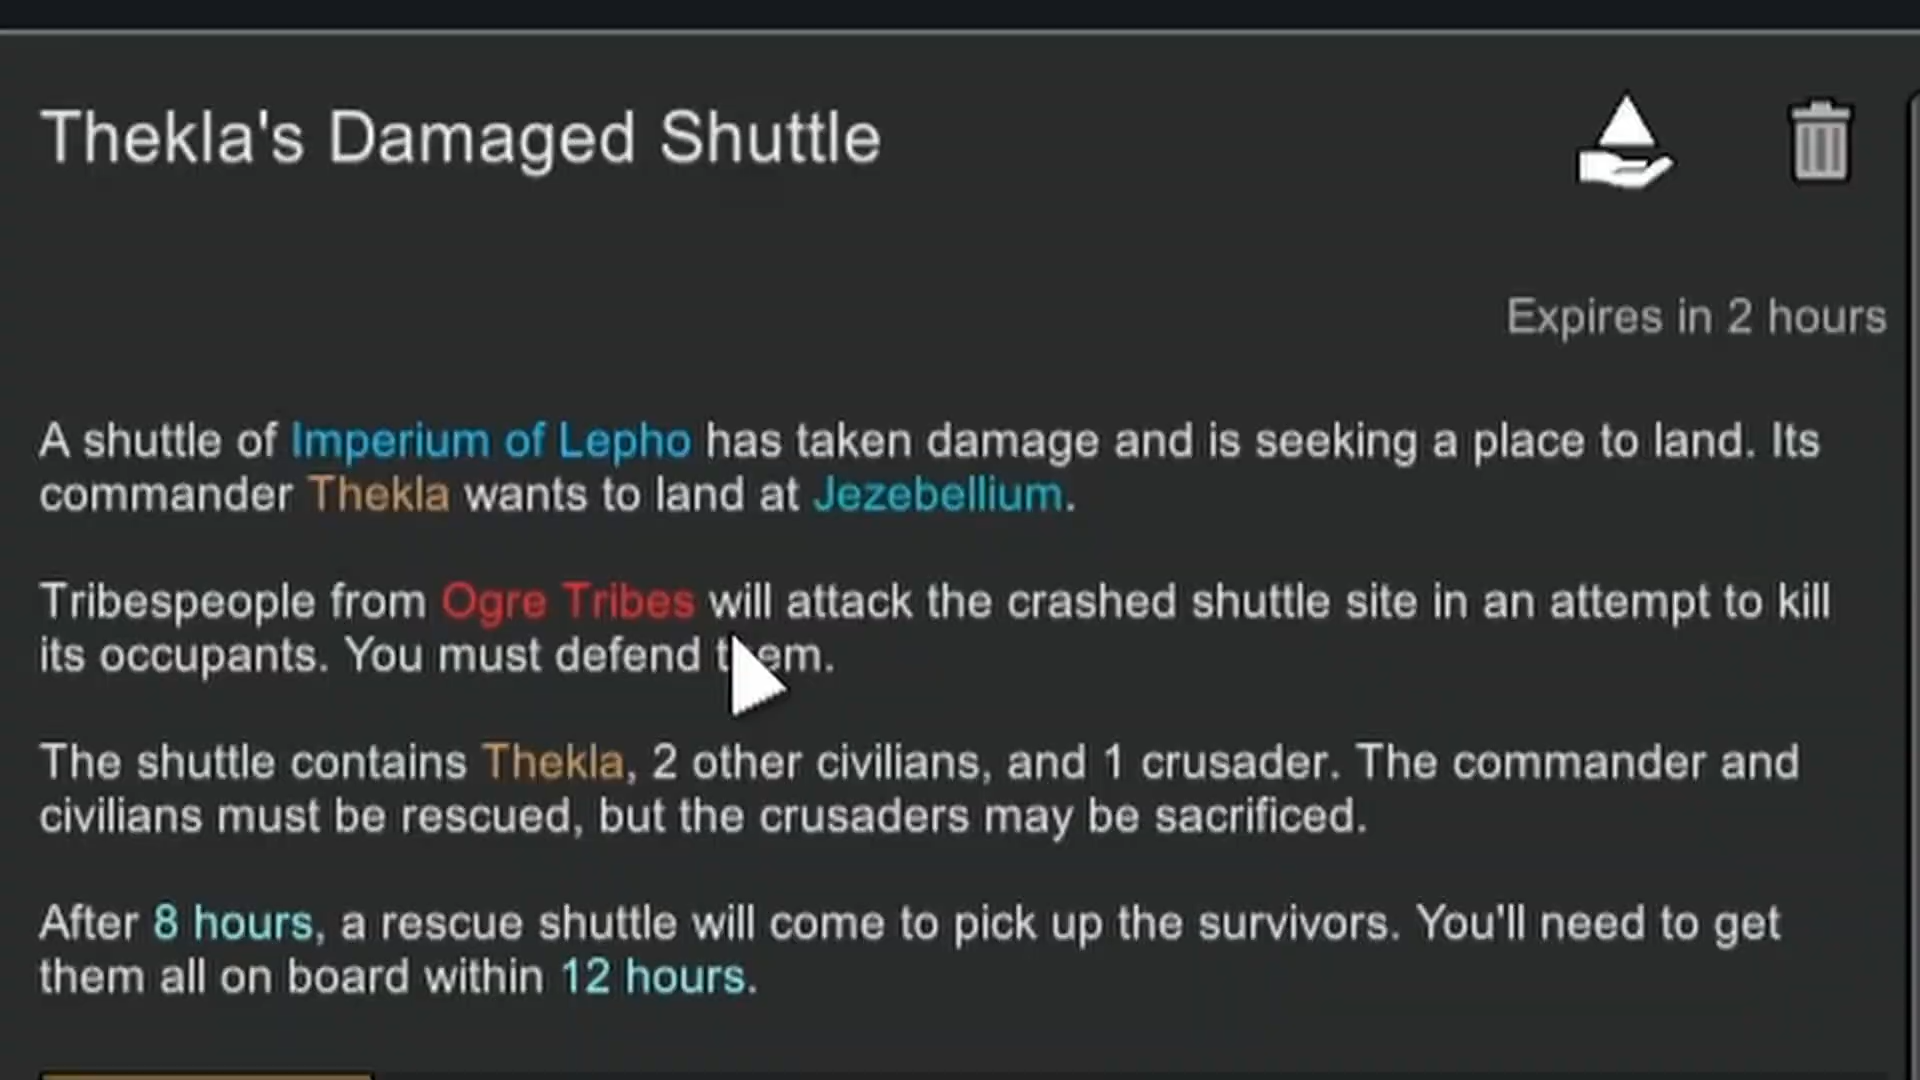 Thekla's Damaged Shuttle
Expires in 2 hours
A shuttle of Imperium of Lepho has taken damage and is seeking a place to land. Its
commander Thekla wants to land at Jezebellium.
Tribespeople from Ogre Tribes will attack the crashed shuttle site in an attempt to kill
its occupants. You must defend them.
The shuttle contains Thekla, 2 other civilians, and 1 crusader. The commander and
civilians must be rescued, but the crusaders may be sacrificed.
After 8 hours, a rescue shuttle will come to pick up the survivors. You'll need to get
them all on board within 12 hours.